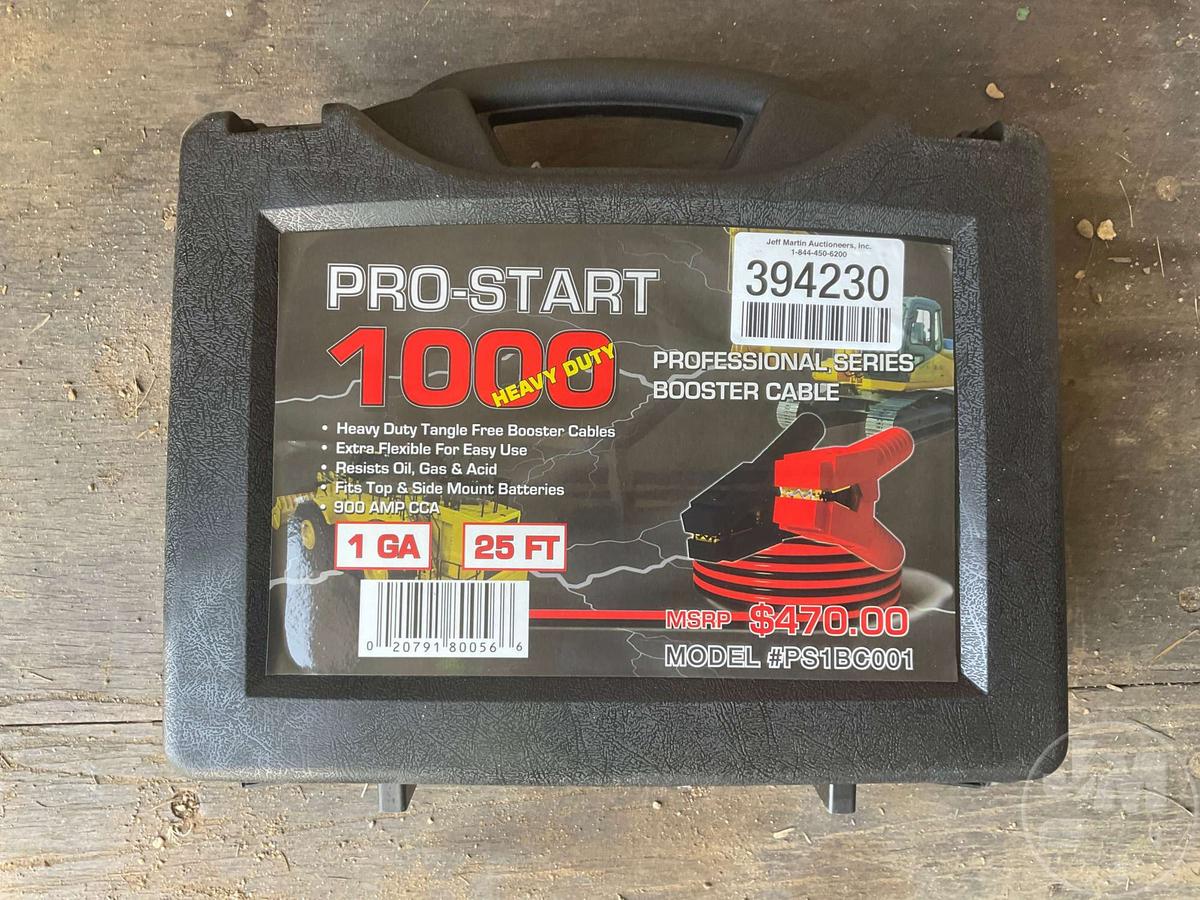 Jeff Martin Auctioneers, Inc.
1-844-450-6200
394230
PRO-START
1000
HEAVY DUTY
PROFESSIONAL SERIES
BOOSTER CABLE
• Heavy Duty Tangle Free Booster Cables
• Extra Flexible For Easy Use
• Resists Oil, Gas & Acid
• Fits Top & Side Mount Batteries
• 900 AMP CCA
1 GA
25 FT
0 20791 80056 6
MSRP $470.00
MODEL #PS1BC001